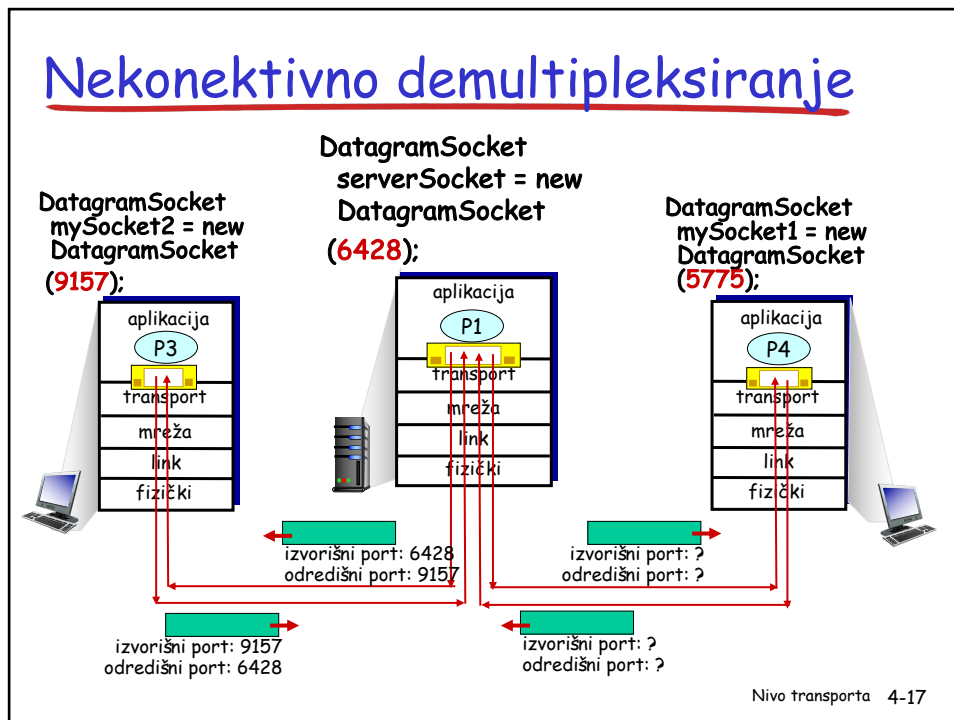 Nekonektivno demultipleksiranje
DatagramSocket
serverSocket = new
DatagramSocket
(6428);
DatagramSocket
mySocket2 = new
DatagramSocket
(9157);
DatagramSocket
mySocket1 = new
DatagramSocket
(5775);
aplikacija
P3
transport
mreža
link
fizički
aplikacija
P1
transport
mreža
link
fizički
aplikacija
P4
transport
mreža
link
fizički
izvorišni port: 6428
odredišni port: 9157
izvorišni port: ?
odredišni port: ?
izvorišni port: 9157
odredišni port: 6428
izvorišni port: ?
odredišni port: ?
Nivo transporta 4-17